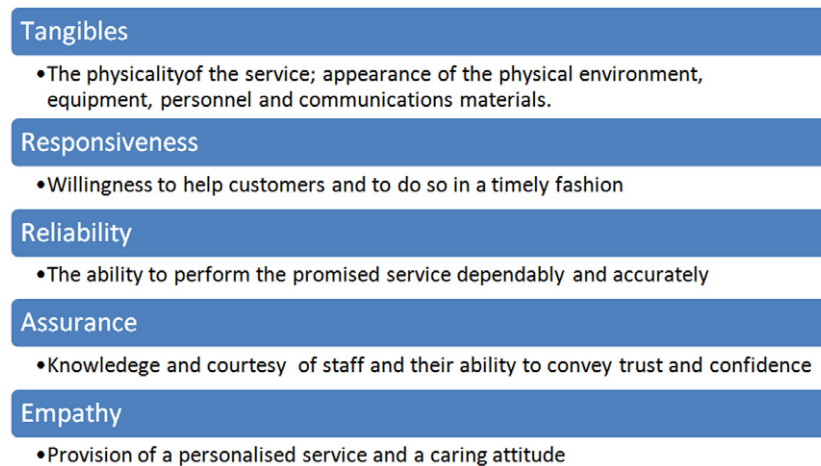 Tangibles
•The physicalityof the service; appearance of the physical environment,
equipment, personnel and communications materials.
Responsiveness
•Willingness to help customers and to do so in a timely fashion
Reliability
•The ability to perform the promised service dependably and accurately
Assurance
•Knowledege and courtesy of staff and their ability to convey trust and confidence
Empathy
•Provision of a personalised service and a caring attitude